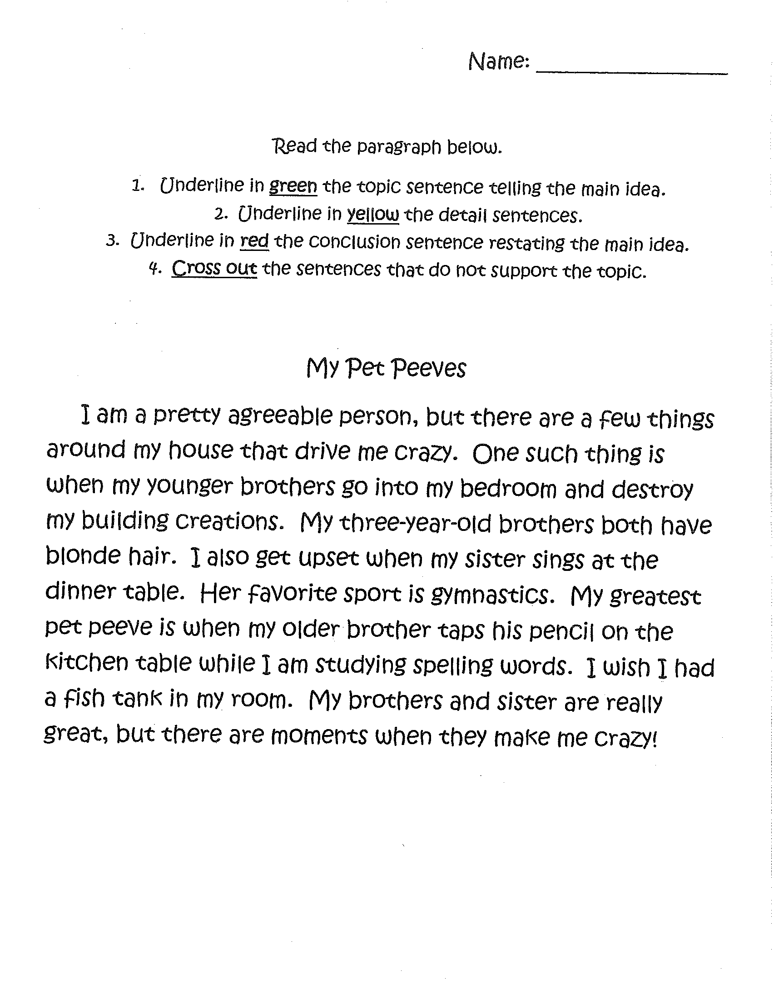 Name:
Read the paragraph below.
1. Underline in green the topic sentence telling the main idea.
2. Underline in yellow the detail sentences.
3. Underline in red the conclusion sentence restating the main idea.
4. Cross out the sentences that do not support the topic.
My Pet Peeves
I am a pretty agreeable person, but there are a few things
around my house that drive me crazy. One such thing is
when my younger brothers go into my bedroom and destroy
my building creations. My three-year-old brothers both have
blonde hair. I also get upset when my sister sings at the
dinner table. Her favorite sport is gymnastics. My greatest
pet peeve is when my older brother taps his pencil on the
kitchen table while I am studying spelling words. I wish I had
a fish tank in my room. My brothers and sister are really
great, but there are moments when they make me crazy!